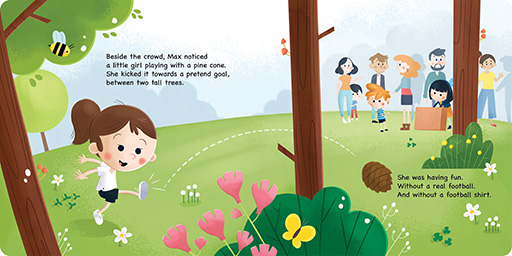 Beside the crowd, Max noticed
a little girl playing with a pine cone.
She kicked it towards a pretend goal,
between two tall trees.
She was having fun.
Without a real football.
And without a football shirt.